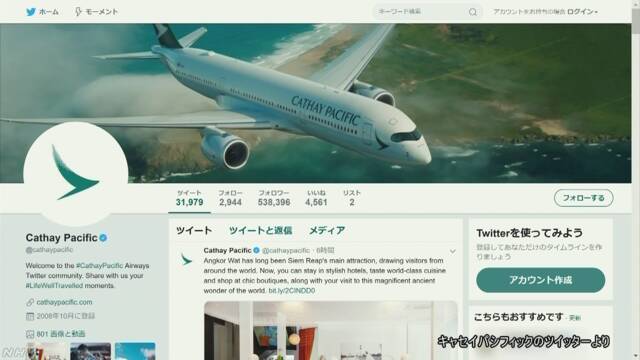 ホーム モーメント キーワード検索 アカウントをお持ちの場合 ログイン
CATHAY PACIFIC
ツイート フォロー フォロワー いいね リスト
31,979 2,944 538,396 4,561 2
フォローする
Cathay Pacific
@cathaypacific
Welcome to the #CathayPacific Airways
Twitter community. Share with us your
#LifeWellTravelled moments.
cathaypacific.com
2008年10月に登録
801 画像と動画
ツイート ツイートと返信 メディア
Cathay Pacific @cathaypacific · 6時間
Angkor Wat has long been Siem Reap's main attraction, drawing visitors from
around the world. Now, you can stay in stylish hotels, taste world-class cuisine
and shop at chic boutiques, along with your visit to this magnificent ancient
wonder of the world. bit.ly/2CINDD0
Twitterを使ってみよう
登録してあなただけのタイムラインを作
りましょう
アカウント作成
こちらもおすすめです · 更新
キャセイパシフィックのツイッターより
NHK